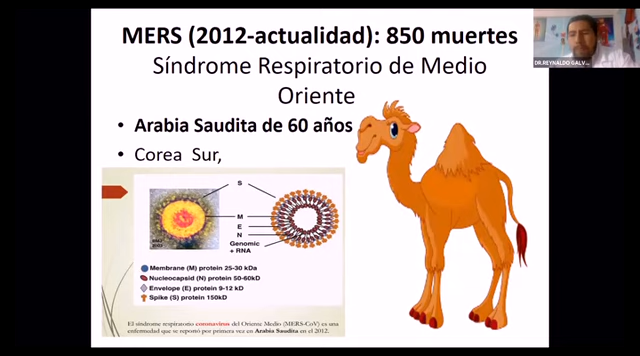 MERS (2012-actualidad): 850 muertes
Síndrome Respiratorio de Medio
Oriente
• Arabia Saudita de 60 años
• Corea Sur,
S
M
E
N
Genomic
+ RNA
Membrane (M) protein 25-30 kDa
Nucleocapsid (N) protein 50-60kD
Envelope (E) protein 9-12 kD
Spike (S) protein 150kD
El síndrome respiratorio coronavirus del Oriente Medio (MERS-CoV) es una
enfermedad que se reportó por primera vez en Arabia Saudita en el 2012.
DR.REYNALDO GALV...